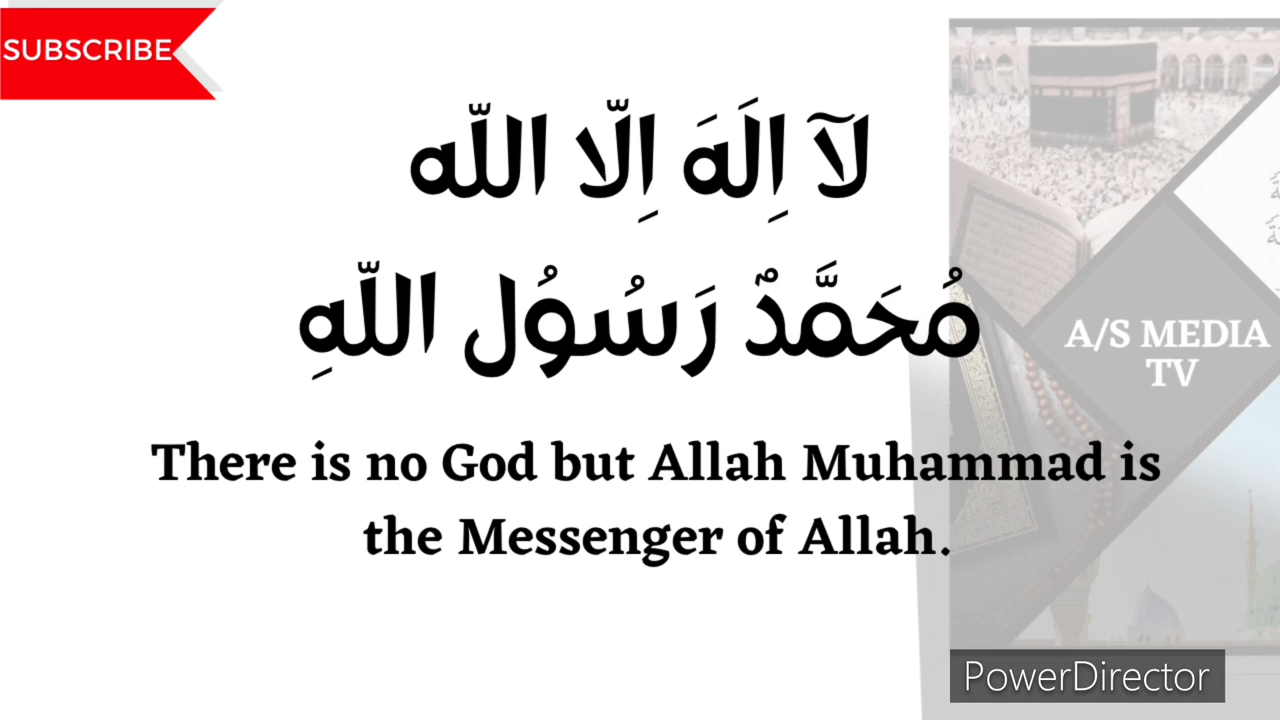 SUBSCRIBE
لَآ اِلَهَ اِلّا اللّه
مُحَمَّدٌ رَسُوُل اللّهِ
A/S MEDIA
TV
There is no God but Allah Muhammad is
the Messenger of Allah.
PowerDirector